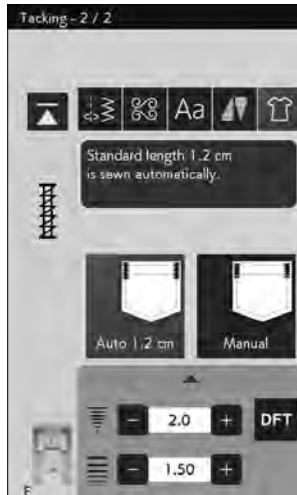 Tacking - 2 / 2
Aa
Standard length 1.2 cm
is sewn automatically.
Auto 1.2 cm
Manual
2.0
DFT
1.50
F